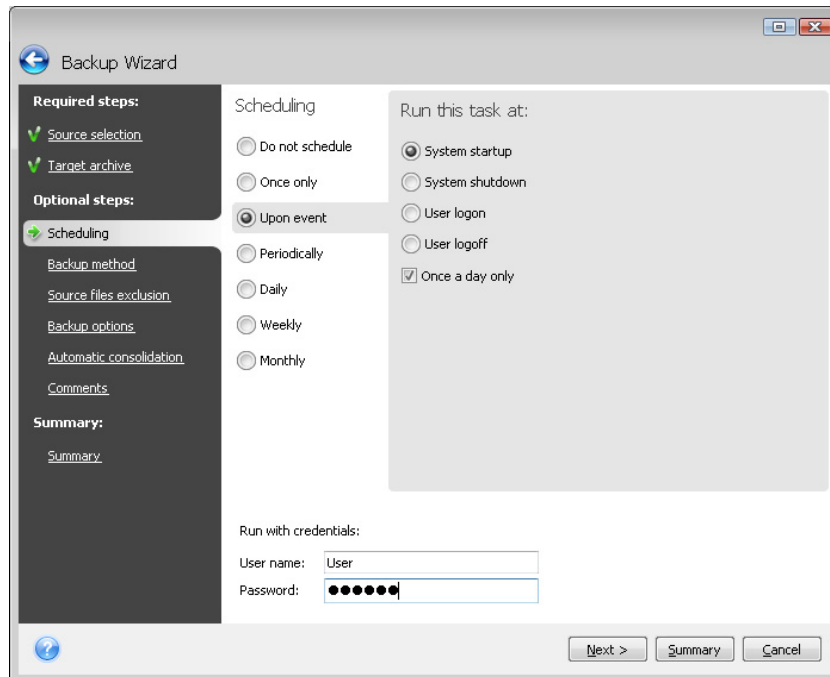 Backup Wizard
Required steps:
Source selection
Target archive
Optional steps:
Scheduling
Backup method
Source files exclusion
Backup options
Automatic consolidation
Comments
Summary:
Summary
Scheduling
Do not schedule
Once only
Upon event
Periodically
Daily
Weekly
Monthly
Run this task at:
System startup
System shutdown
User logon
User logoff
Once a day only
Run with credentials:
User name: User
Password: ●●●●●●
Next > Summary Cancel